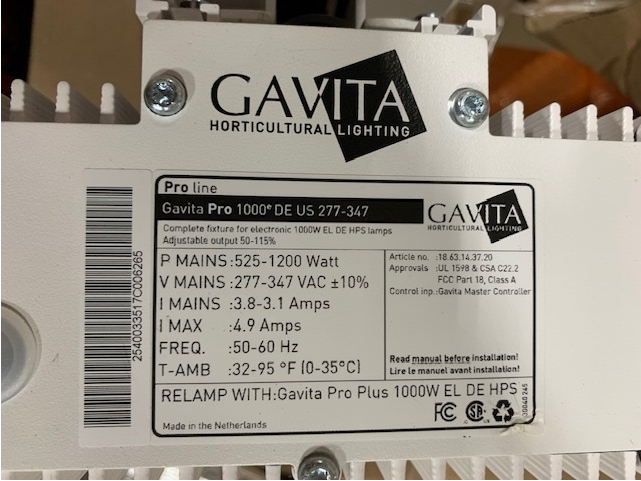 GAVITA
HORTICULTURAL LIGHTING
Pro line
Gavita Pro 1000e DE US 277-347
GAVITA
HORTICULTURAL LIGHTING
Complete fixture for electronic 1000W EL DE HPS lamps
Adjustable output 50-115%
P MAINS :525-1200 Watt
V MAINS :277-347 VAC ±10%
I MAINS :3.8-3.1 Amps
I MAX :4.9 Amps
FREQ. :50-60 Hz
T-AMB :32-95 °F (0-35°C)
Article no. :18.63.14.37.20
Approvals :UL 1598 & CSA C22.2
FCC Part 18, Class A
Control inp.:Gavita Master Controller
Read manual before installation!
Lire le manuel avant installation!
RELAMP WITH:Gavita Pro Plus 1000W EL DE HPS
Made in the Netherlands
FC SA
30040 245
2540033517C006265